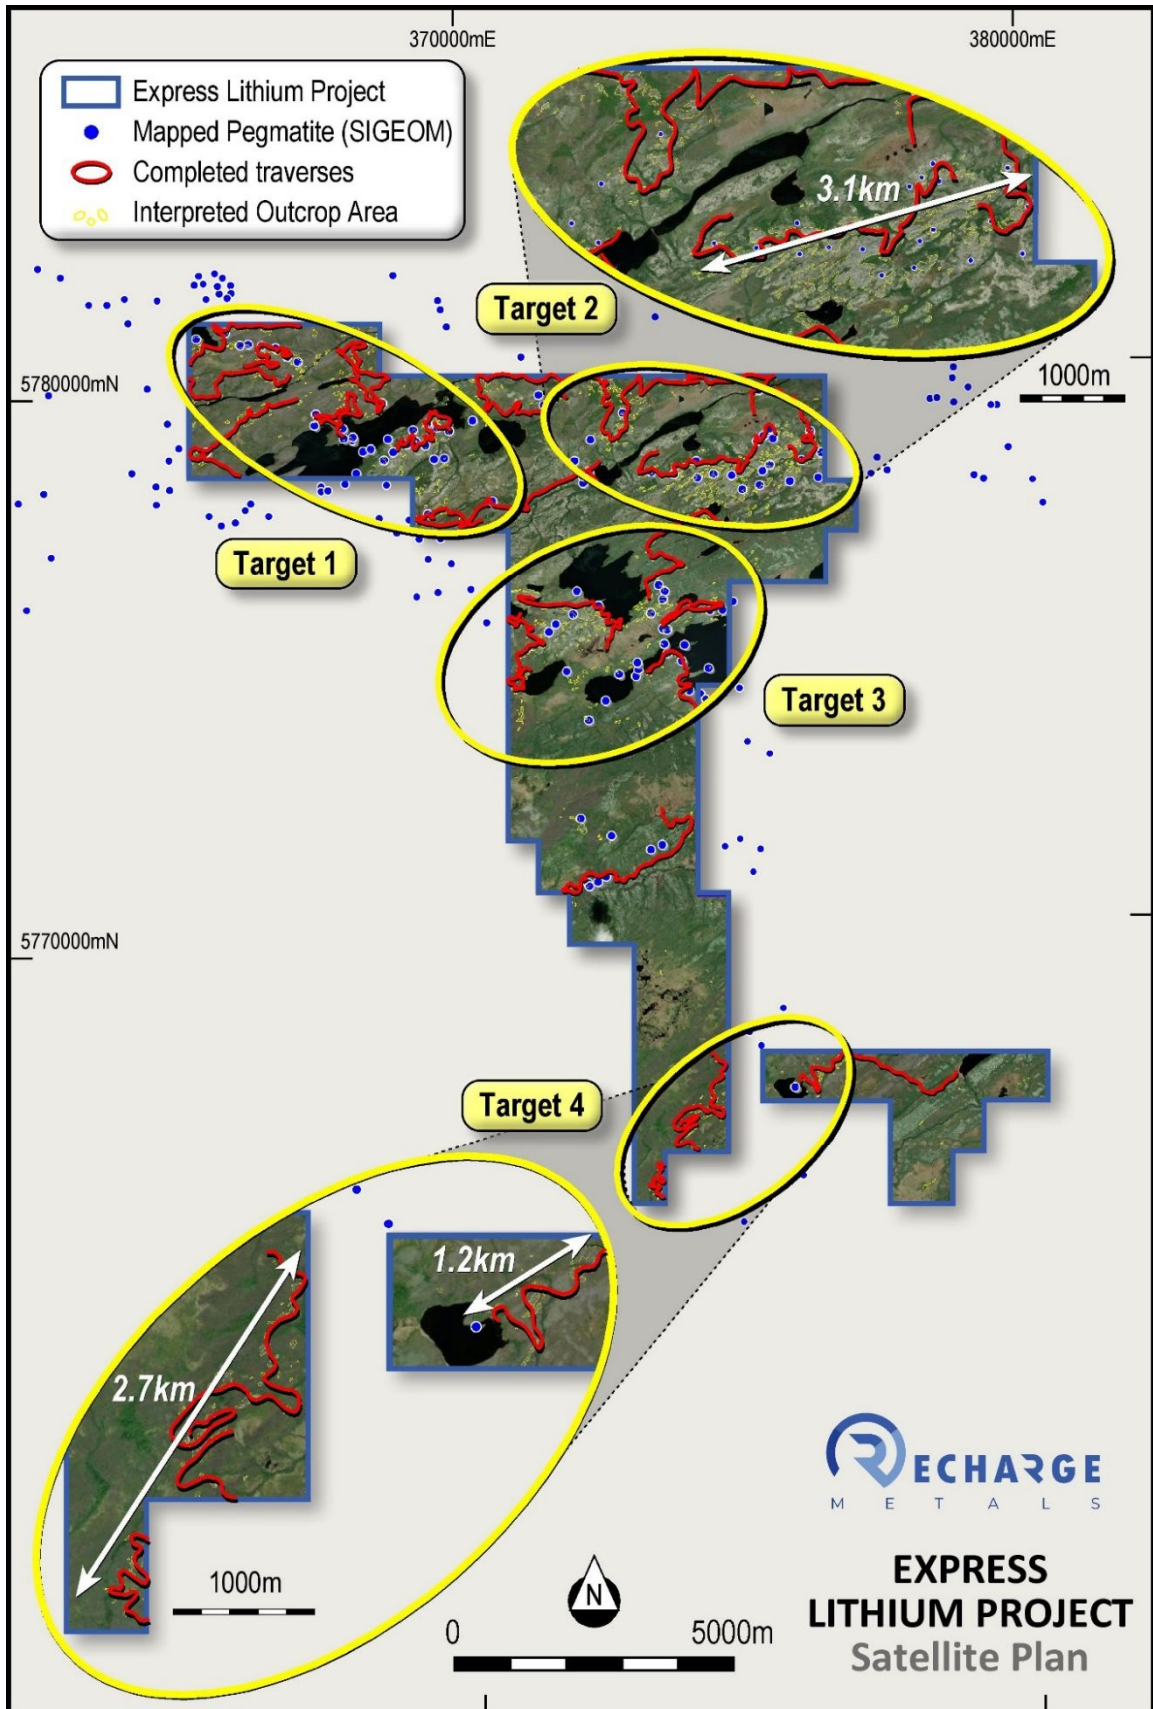 370000mE
380000mE
Express Lithium Project
Mapped Pegmatite (SIGEOM)
Completed traverses
Interpreted Outcrop Area
3.1km
Target 2
1000m
5780000mN
Target 1
Target 3
5770000mN
Target 4
1.2km
2.7km
RECHARGE
METALS
1000m
N
0
5000m
EXPRESS
LITHIUM PROJECT
Satellite Plan